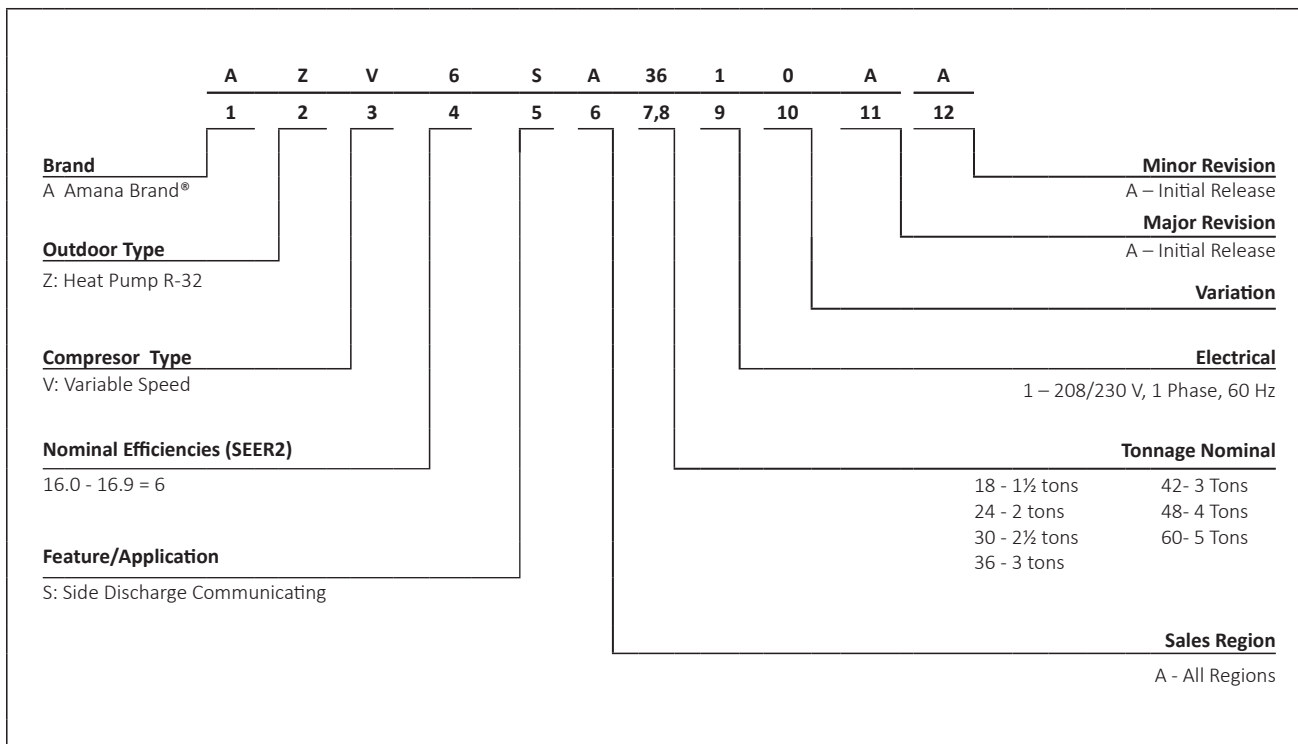 A Z V 6 S A 36 1 0 A A
1 2 3 4 5 6 7,8 9 10 11 12
Brand
A Amana Brand®
Outdoor Type
Z: Heat Pump R-32
Compresor Type
V: Variable Speed
Nominal Efficiencies (SEER2)
16.0 - 16.9 = 6
Feature/Application
S: Side Discharge Communicating
Minor Revision
A – Initial Release
Major Revision
A – Initial Release
Variation
Electrical
1 – 208/230 V, 1 Phase, 60 Hz
Tonnage Nominal
18 - 1½ tons 42- 3 Tons
24 - 2 tons 48- 4 Tons
30 - 2½ tons 60- 5 Tons
36 - 3 tons
Sales Region
A - All Regions